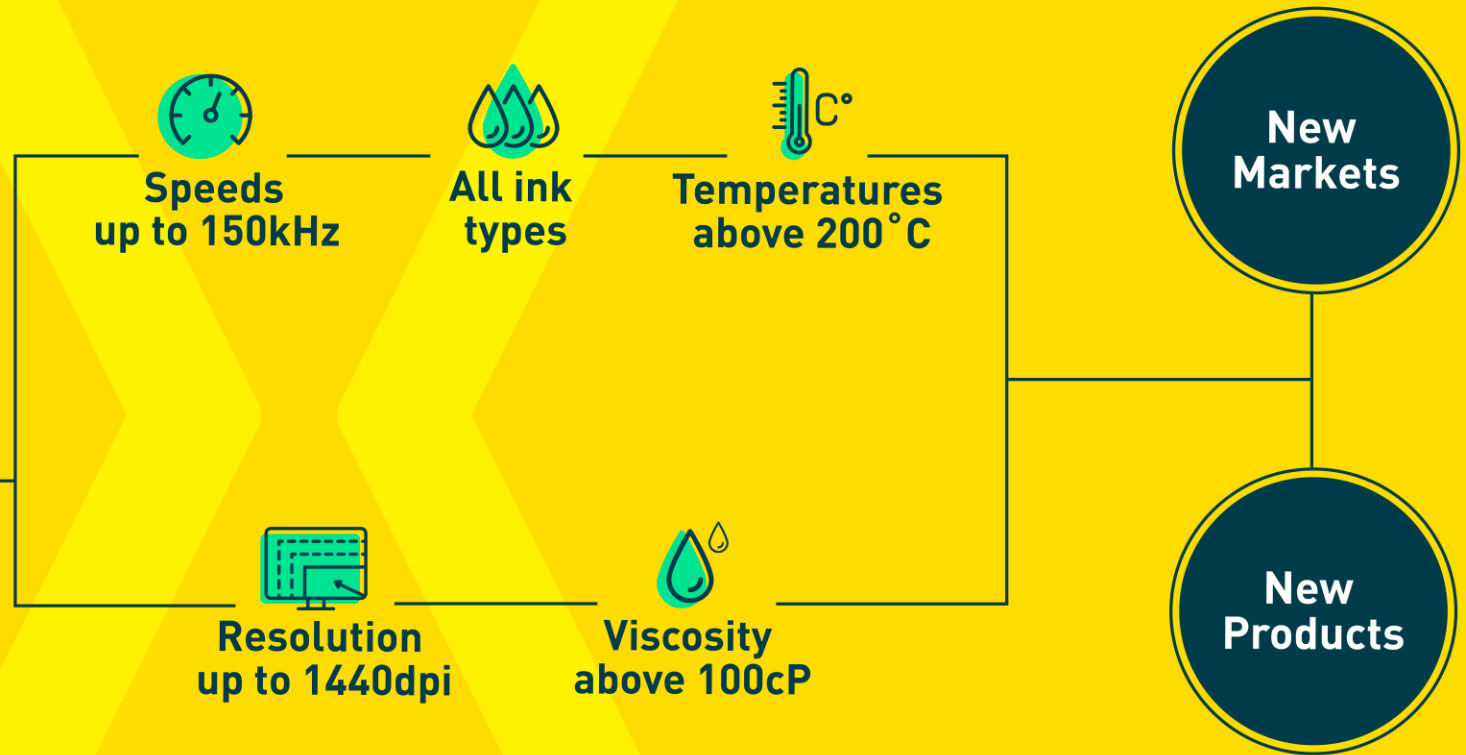 Speeds
up to 150kHz
All ink
types
C°
Temperatures
above 200°C
New
Markets
Resolution
up to 1440dpi
Viscosity
above 100cP
New
Products